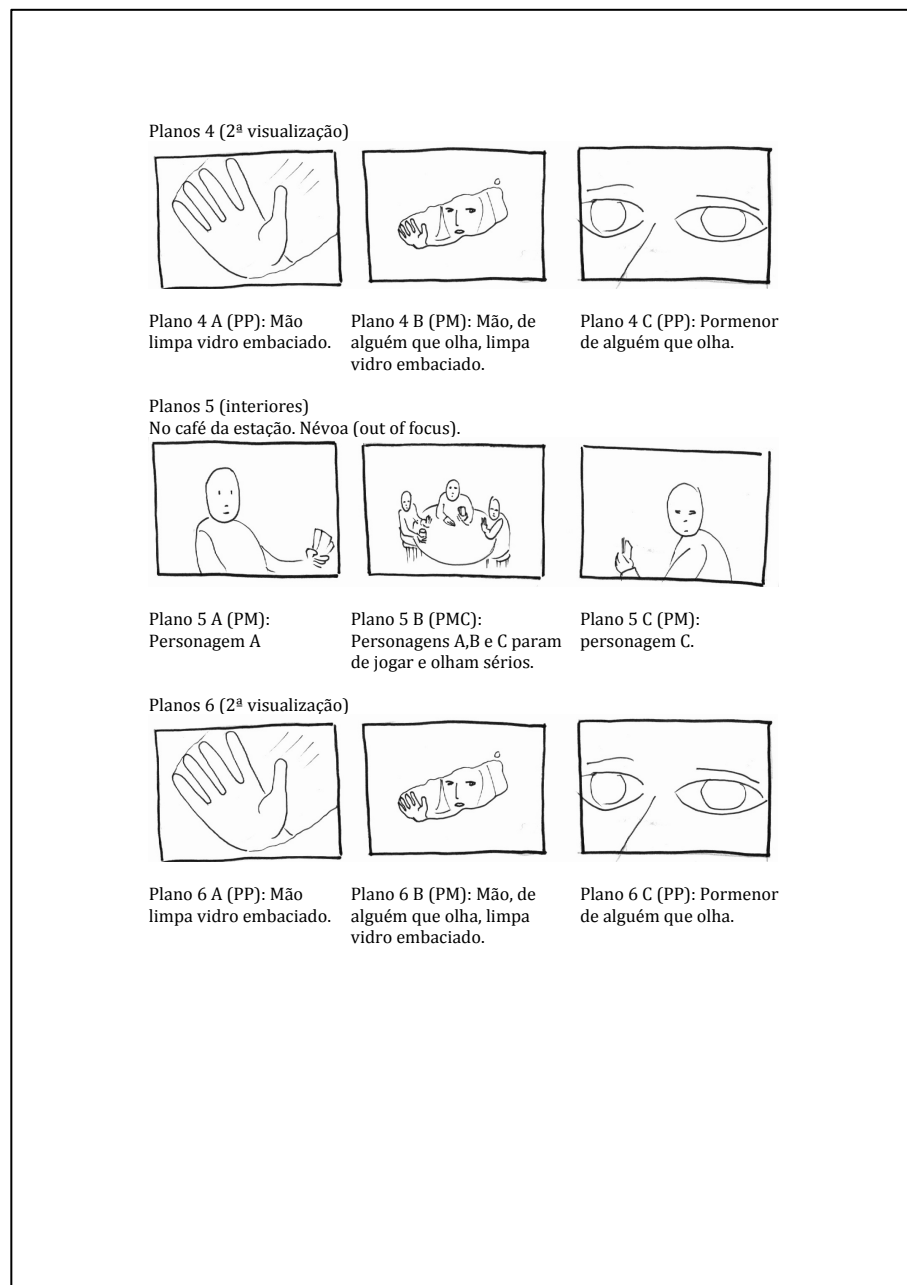 Planos 4 (2ª visualização)
Plano 4 A (PP): Mão
limpa vidro embaciado.
Plano 4 B (PM): Mão, de
alguém que olha, limpa
vidro embaciado.
Plano 4 C (PP): Pormenor
de alguém que olha.
Planos 5 (interiores)
No café da estação. Névoa (out of focus).
Plano 5 A (PM):
Personagem A
Plano 5 B (PMC):
Personagens A,B e C param
de jogar e olham sérios.
Plano 5 C (PM):
personagem C.
Planos 6 (2ª visualização)
Plano 6 A (PP): Mão
limpa vidro embaciado.
Plano 6 B (PM): Mão, de
alguém que olha, limpa
vidro embaciado.
Plano 6 C (PP): Pormenor
de alguém que olha.